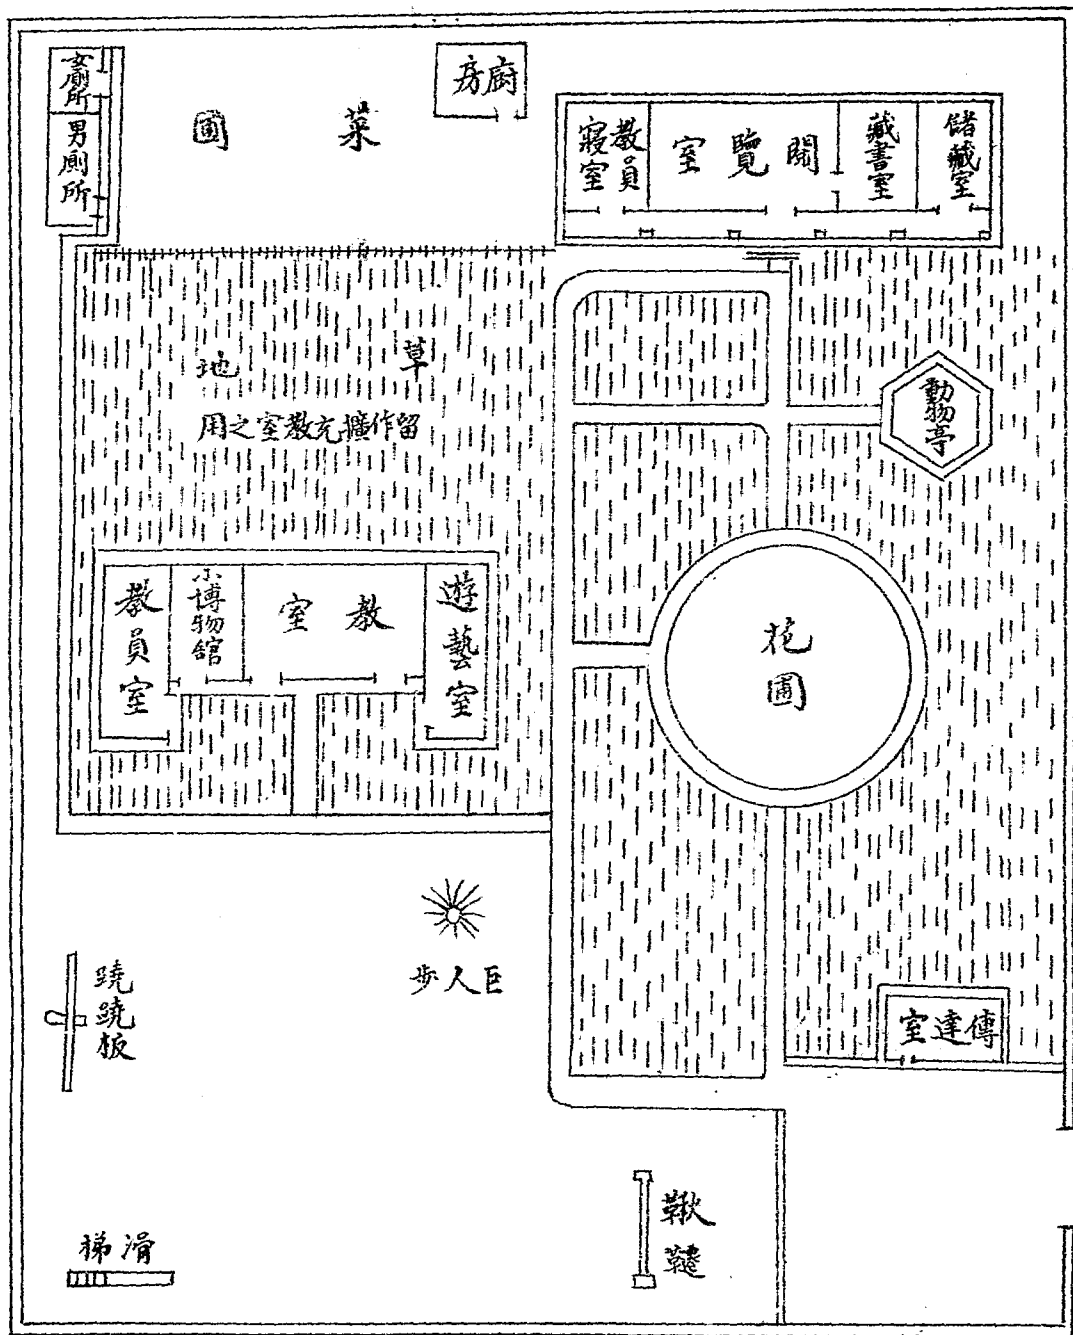 女廁所
男廁所
菜圃
廚房
儲藏室
藏書室
閱覽室
教員
寢室
草地
留作擴充教室之用
動物亭
遊藝室
教室
小博物館
教員室
花圃
巨人步
蹺蹺板
傳達室
鞦韆
滑梯